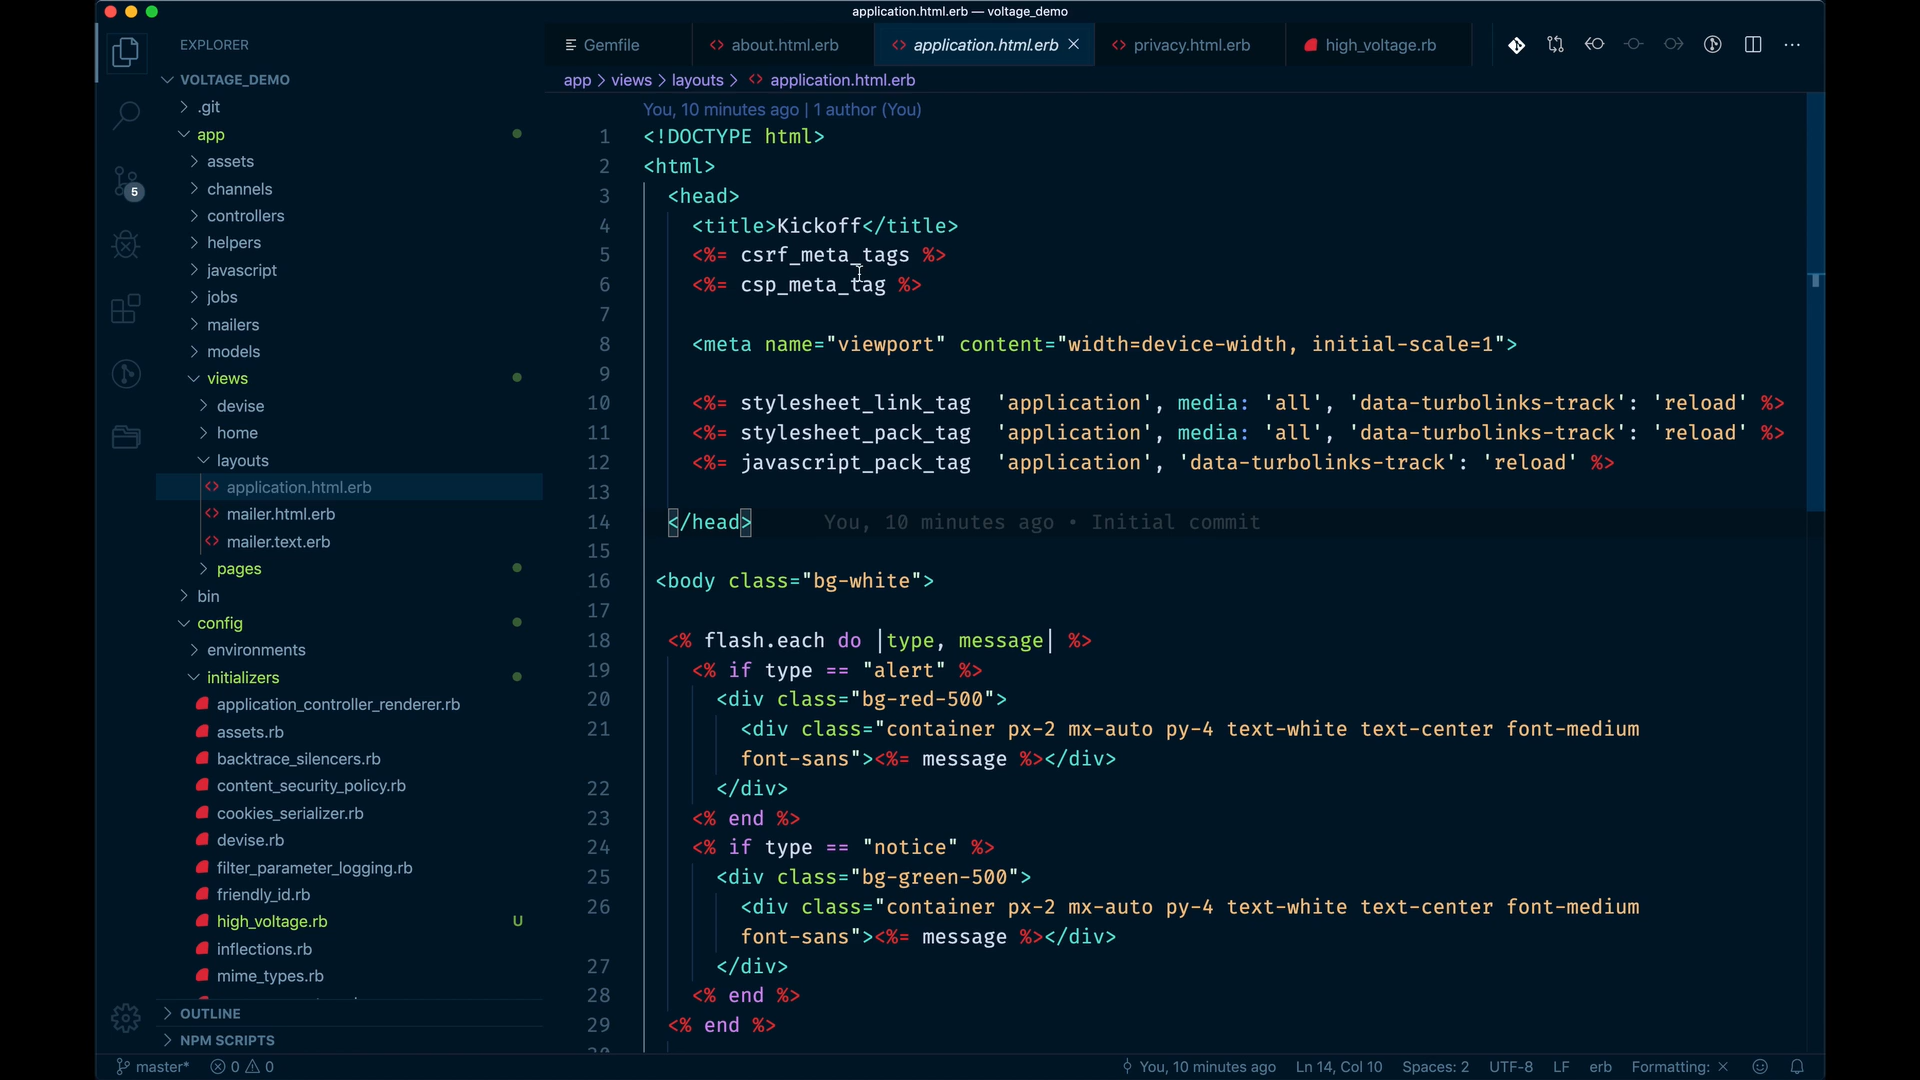 application.html.erb — voltage_demo
EXPLORER
Gemfile
about.html.erb
application.html.erb
privacy.html.erb
high_voltage.rb
VOLTAGE_DEMO
app > views > layouts > application.html.erb
.git
app
assets
channels
controllers
helpers
javascript
jobs
mailers
models
views
devise
home
layouts
application.html.erb
mailer.html.erb
mailer.text.erb
pages
bin
config
environments
initializers
application_controller_renderer.rb
assets.rb
backtrace_silencers.rb
content_security_policy.rb
cookies_serializer.rb
devise.rb
filter_parameter_logging.rb
friendly_id.rb
high_voltage.rb U
inflections.rb
mime_types.rb
OUTLINE
NPM SCRIPTS
5
You, 10 minutes ago | 1 author (You)
1 <!DOCTYPE html>
2 <html>
3 <head>
4 <title>Kickoff</title>
5 <%= csrf_meta_tags %>
6 <%= csp_meta_tag %>
7
8 <meta name="viewport" content="width=device-width, initial-scale=1">
9
10 <%= stylesheet_link_tag  'application', media: 'all', 'data-turbolinks-track': 'reload' %>
11 <%= stylesheet_pack_tag  'application', media: 'all', 'data-turbolinks-track': 'reload' %>
12 <%= javascript_pack_tag  'application', 'data-turbolinks-track': 'reload' %>
13
14 </head> You, 10 minutes ago • Initial commit
15
16 <body class="bg-white">
17
18 <% flash.each do |type, message| %>
19 <% if type == "alert" %>
20 <div class="bg-red-500">
21 <div class="container px-2 mx-auto py-4 text-white text-center font-medium
font-sans"><%= message %></div>
22 </div>
23 <% end %>
24 <% if type == "notice" %>
25 <div class="bg-green-500">
26 <div class="container px-2 mx-auto py-4 text-white text-center font-medium
font-sans"><%= message %></div>
27 </div>
28 <% end %>
29 <% end %>
master* 0 0
You, 10 minutes ago Ln 14, Col 10 Spaces: 2 UTF-8 LF erb Formatting: ×